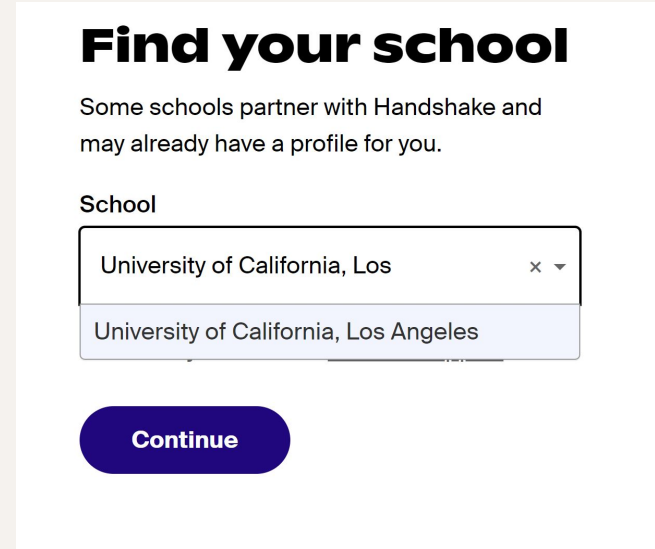 Find your school
Some schools partner with Handshake and
may already have a profile for you.
School
University of California, Los
University of California, Los Angeles
Continue